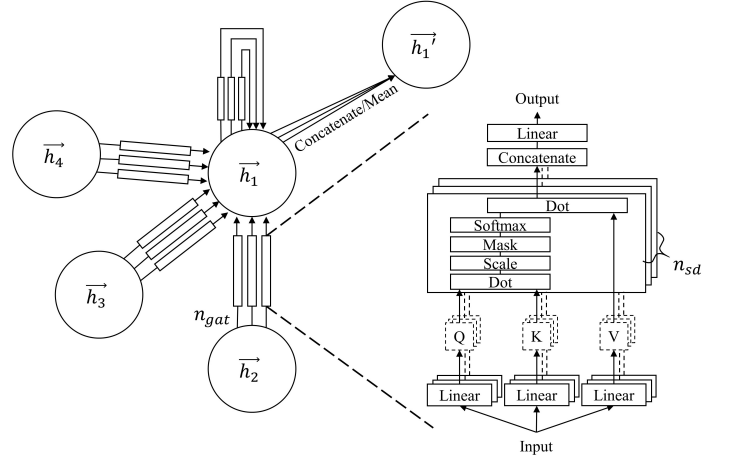 h₁′
Concatenate/Mean
h₄
h₁
h₃
n_gat
h₂
Output
Linear
Concatenate
Dot
Softmax
Mask
Scale
Dot
n_sd
Q K V
Linear Linear Linear
Input